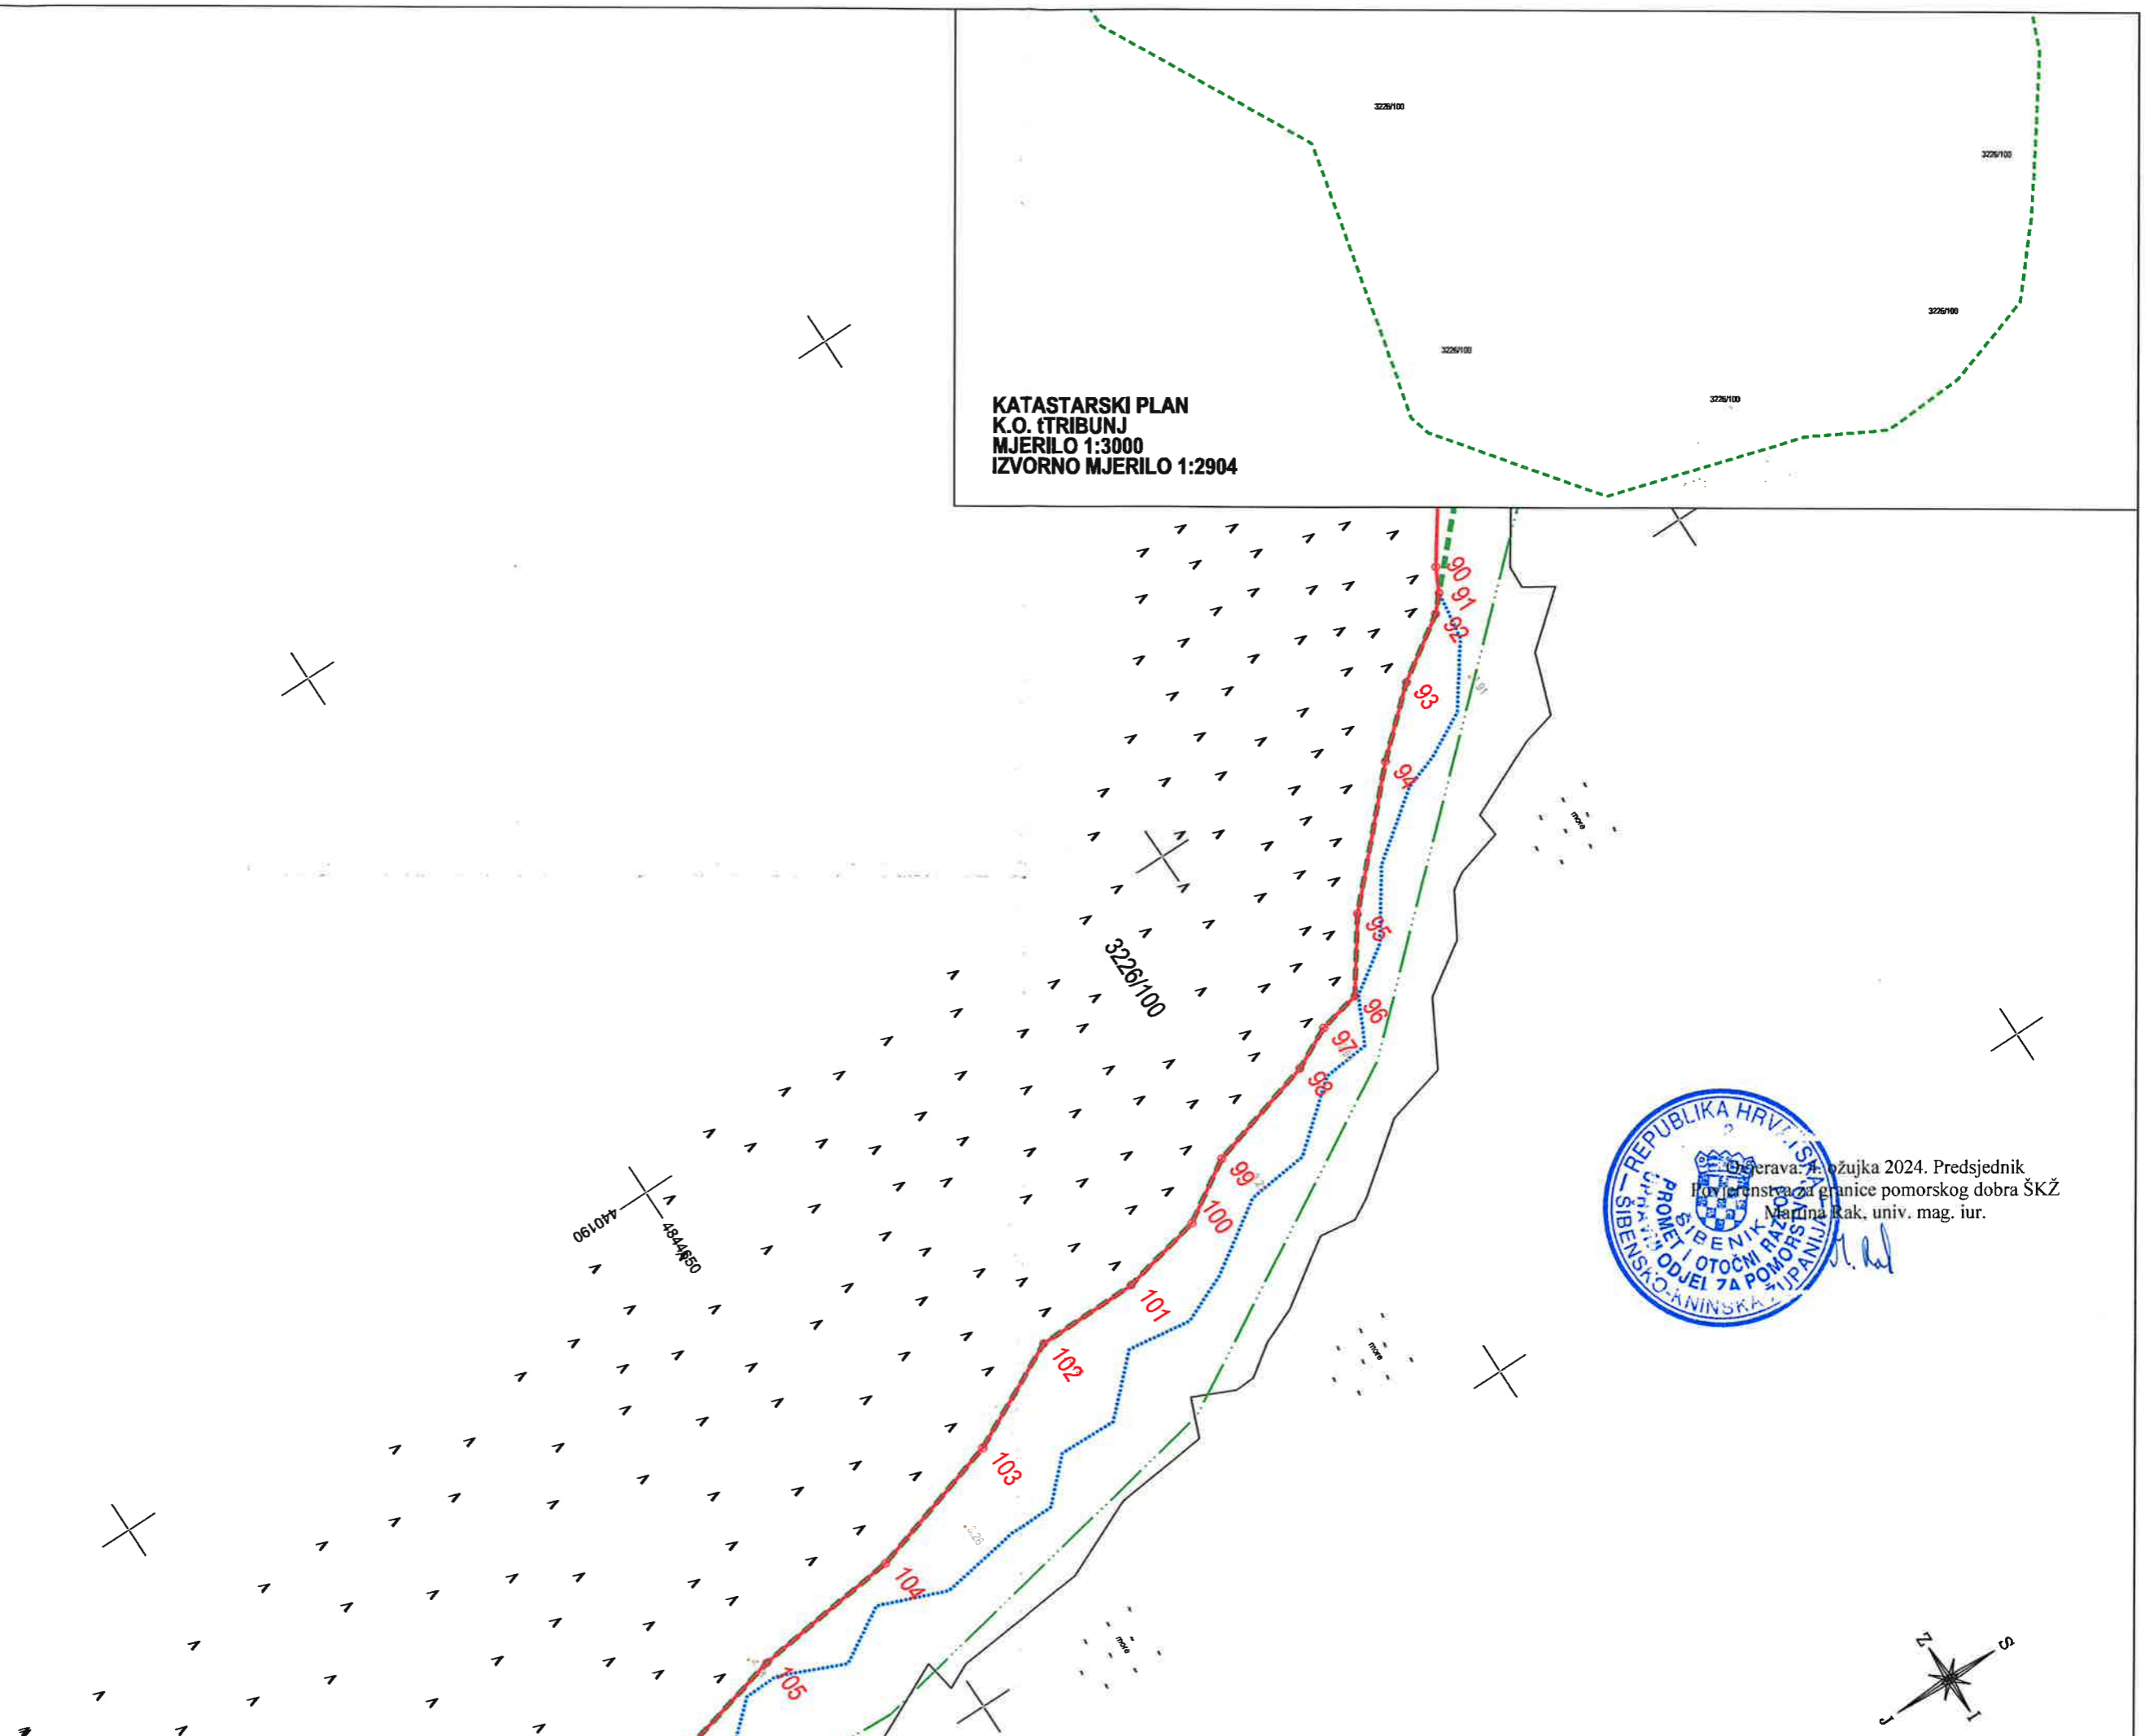 3226/100
3226/100
3226/100
3226/100
3226/100
KATASTARSKI PLAN
K.O. tTRIBUNJ
MJERILO 1:3000
IZVORNO MJERILO 1:2904
90
91
92
93
94
95
96
97
98
99
100
101
102
103
104
105
3226/100
440190
4844650
more
more
more
REPUBLIKA HRVATSKA
ŠIBENSKO-KNINSKA ŽUPANIJA
UPRAVNI ODJEL ZA POMORSTVO
PROMET I OTOČNI RAZVOJ
ŠIBENIK
2
ožujka 2024. Predsjednik
Povjerenstva za granice pomorskog dobra ŠKŽ
Martina Rak, univ. mag. iur.
M. Rak
Z
S
J
I